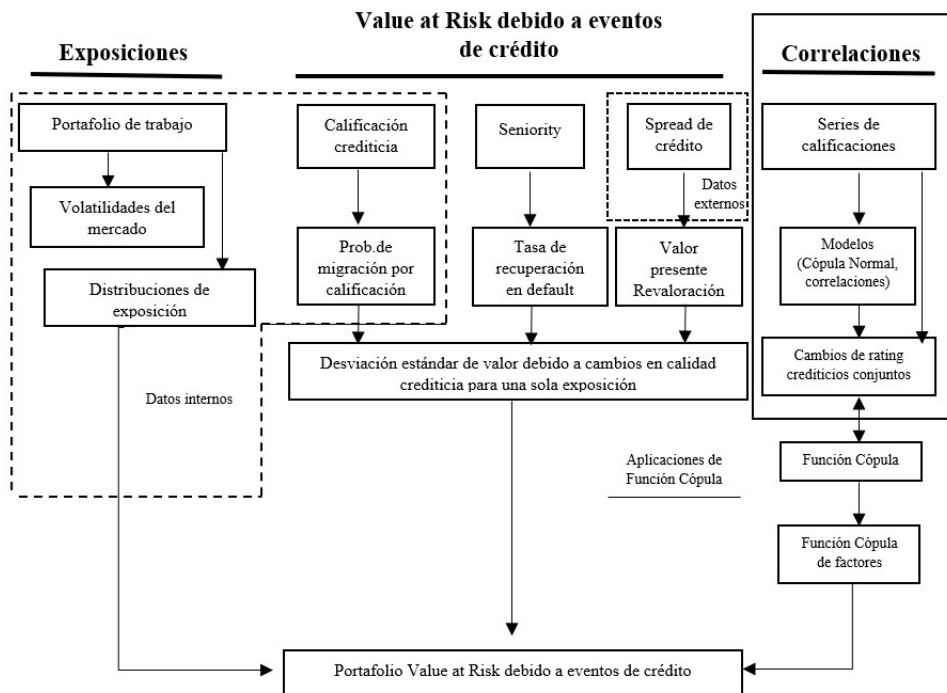 Exposiciones
Portafolio de trabajo
Volatilidades del
mercado
Distribuciones de
exposición
Datos internos
Value at Risk debido a eventos
de crédito
Calificación
crediticia
Prob.de
migración por
calificación
Seniority
Tasa de
recuperación
en default
Spread de
crédito
Datos
externos
Valor
presente
Revaloración
Desviación estándar de valor debido a cambios en calidad
crediticia para una sola exposición
Correlaciones
Series de
calificaciones
Modelos
(Cópula Normal,
correlaciones)
Cambios de rating
crediticios conjuntos
Aplicaciones de
Función Cópula
Función Cópula
Función Cópula
de factores
Portafolio Value at Risk debido a eventos de crédito